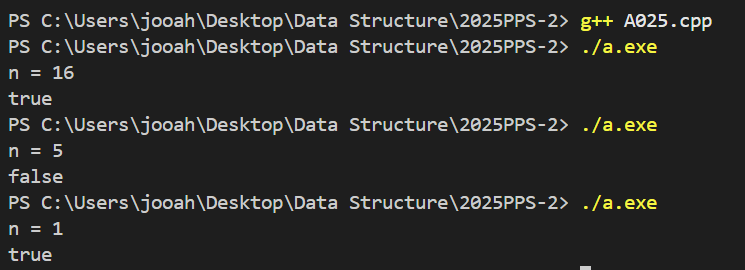 PS C:\Users\jooah\Desktop\Data Structure\2025PPS-2> g++ A025.cpp
PS C:\Users\jooah\Desktop\Data Structure\2025PPS-2> ./a.exe
n = 16
true
PS C:\Users\jooah\Desktop\Data Structure\2025PPS-2> ./a.exe
n = 5
false
PS C:\Users\jooah\Desktop\Data Structure\2025PPS-2> ./a.exe
n = 1
true